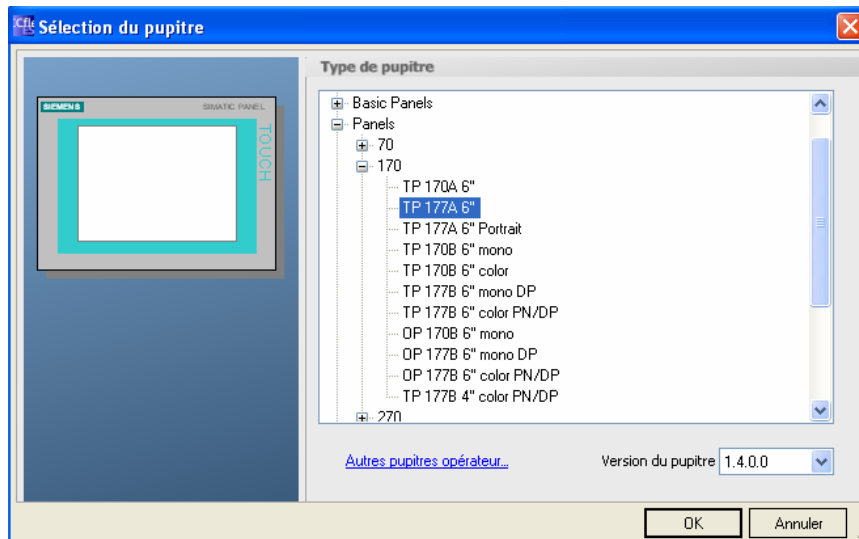 Sélection du pupitre
Type de pupitre
SIEMENS
SIMATIC PANEL
TOUCH
Basic Panels
Panels
70
170
TP 170A 6"
TP 177A 6"
TP 177A 6" Portrait
TP 170B 6" mono
TP 170B 6" color
TP 177B 6" mono DP
TP 177B 6" color PN/DP
OP 170B 6" mono
OP 177B 6" mono DP
OP 177B 6" color PN/DP
TP 177B 4" color PN/DP
270
Autres pupitres opérateur...
Version du pupitre 1.4.0.0
OK Annuler